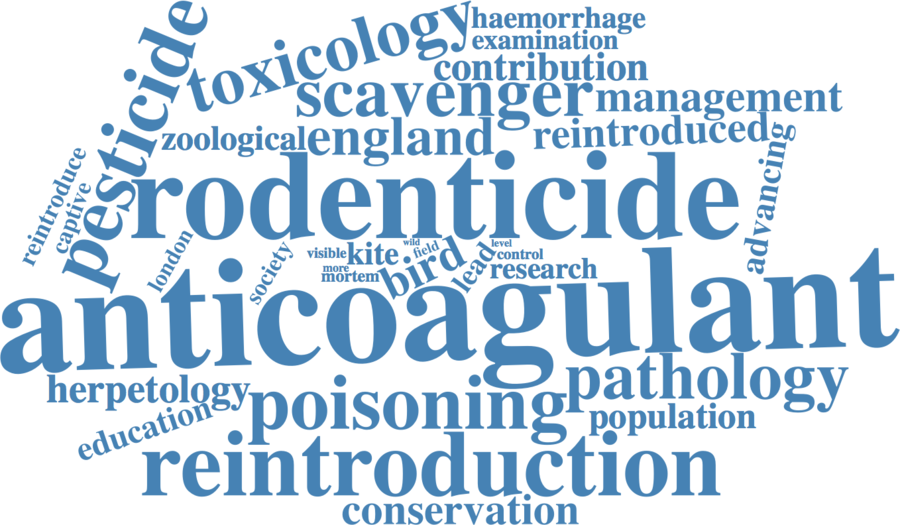 haemorrhage
toxicology
examination
pesticide
contribution
scavenger
management
zoological
england
reintroduced
advancing
reintroduce
captive
rodenticide
london
society
visible
kite
wild
field
bird
lead
level
control
more
mortem
research
anticoagulant
herpetology
poisoning
pathology
education
population
reintroduction
conservation